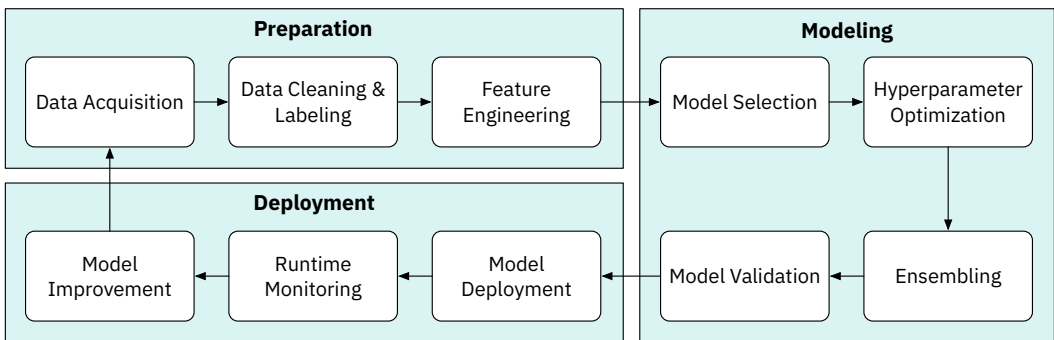 Preparation
Data Acquisition
Data Cleaning &
Labeling
Feature
Engineering
Modeling
Model Selection
Hyperparameter
Optimization
Ensembling
Model Validation
Deployment
Model
Deployment
Runtime
Monitoring
Model
Improvement